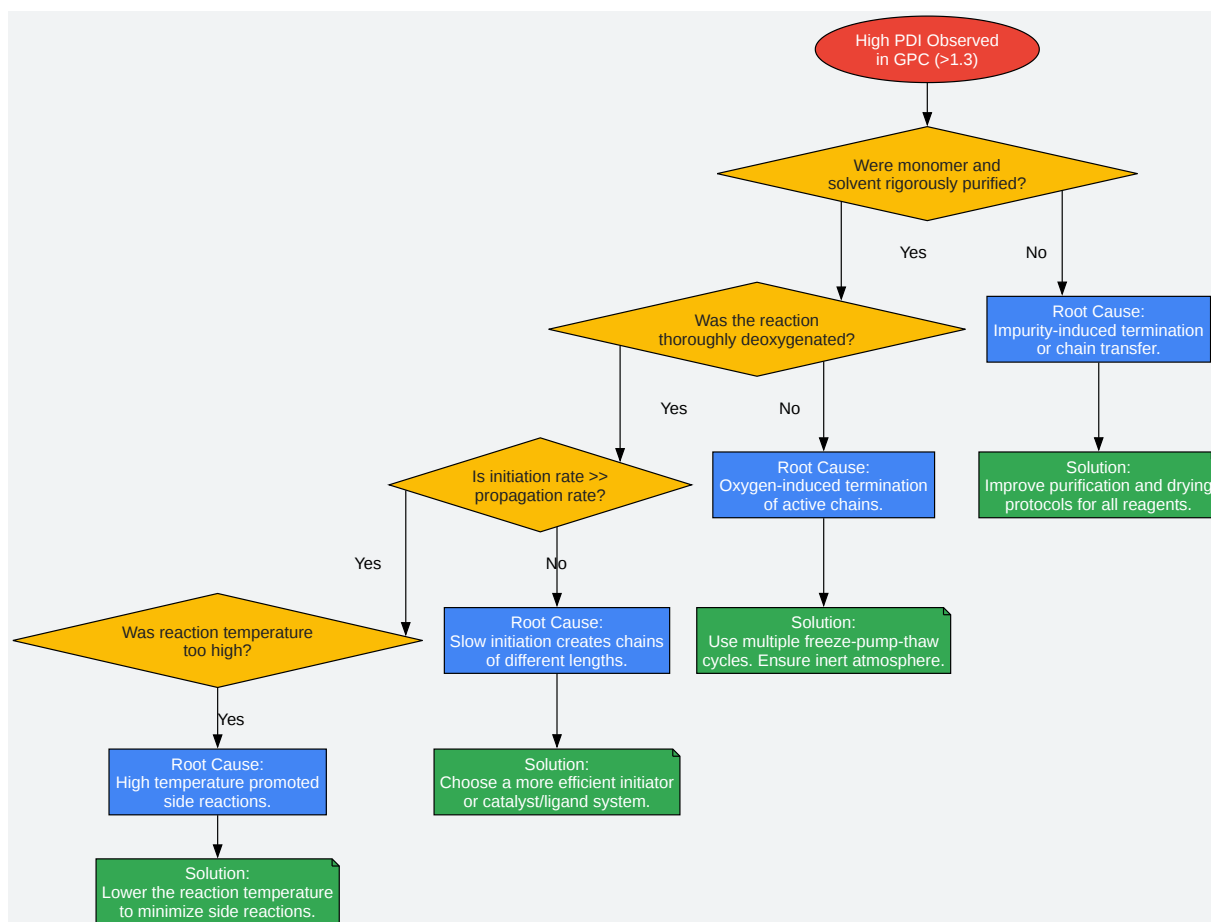 High PDI Observed
in GPC (>1.3)
Were monomer and
solvent rigorously purified?
Yes
No
Was the reaction
thoroughly deoxygenated?
Root Cause:
Impurity-induced termination
or chain transfer.
Yes
No
Is initiation rate >>
propagation rate?
Root Cause:
Oxygen-induced termination
of active chains.
Solution:
Improve purification and drying
protocols for all reagents.
Yes
No
Was reaction temperature
too high?
Root Cause:
Slow initiation creates chains
of different lengths.
Solution:
Use multiple freeze-pump-thaw
cycles. Ensure inert atmosphere.
Yes
Root Cause:
High temperature promoted
side reactions.
Solution:
Choose a more efficient initiator
or catalyst/ligand system.
Solution:
Lower the reaction temperature
to minimize side reactions.